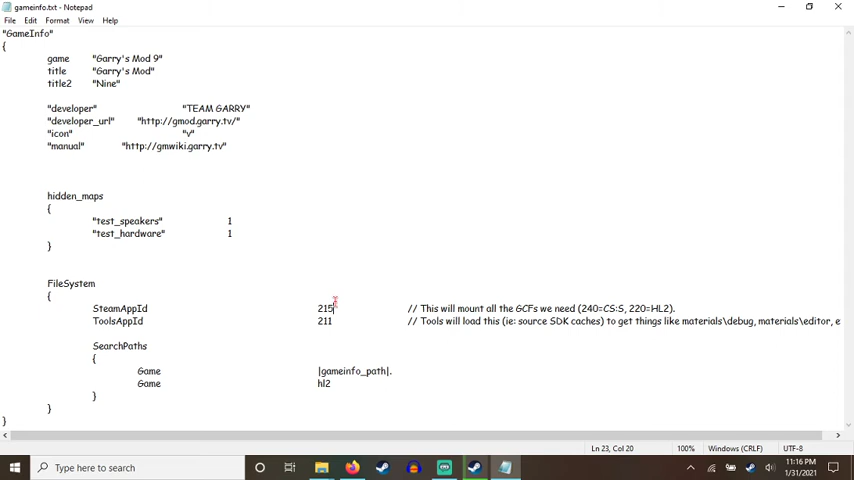 gameinfo.txt - Notepad
File Edit Format View Help
"GameInfo"
{
game "Garry's Mod 9"
title "Garry's Mod"
title2 "Nine"
"developer" "TEAM GARRY"
"developer_url" "http://gmod.garry.tv/"
"icon" "v"
"manual" "http://gmwiki.garry.tv"
hidden_maps
{
"test_speakers" 1
"test_hardware" 1
}
FileSystem
{
SteamAppId 215 // This will mount all the GCFs we need (240=CS:S, 220=HL2).
ToolsAppId 211 // Tools will load this (ie: source SDK caches) to get things like materials\debug, materials\editor, e
SearchPaths
{
Game |gameinfo_path|.
Game hl2
}
}
}
Ln 23, Col 20 100% Windows (CRLF) UTF-8
Type here to search
11:16 PM
1/31/2021